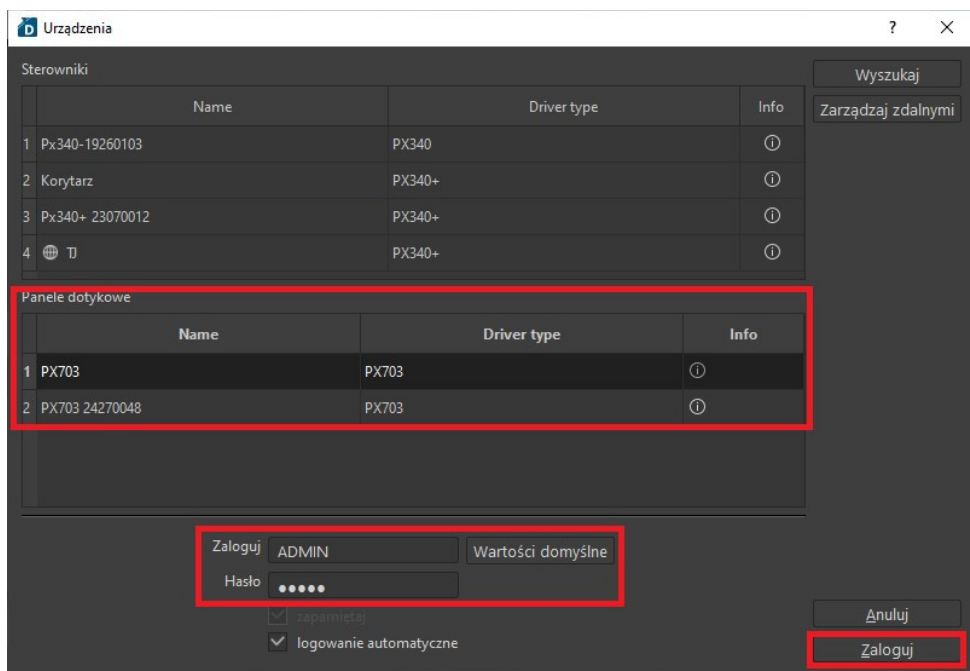 Urządzenia
Sterowniki
Wyszukaj
Name Driver type Info
Zarządzaj zdalnymi
1 Px340-19260103 PX340
2 Korytarz PX340+
3 Px340+ 23070012 PX340+
4 TJ PX340+
Panele dotykowe
Name Driver type Info
1 PX703 PX703
2 PX703 24270048 PX703
Zaloguj ADMIN Wartości domyślne
Hasło •••••
zapamiętaj
Anuluj
logowanie automatyczne
Zaloguj